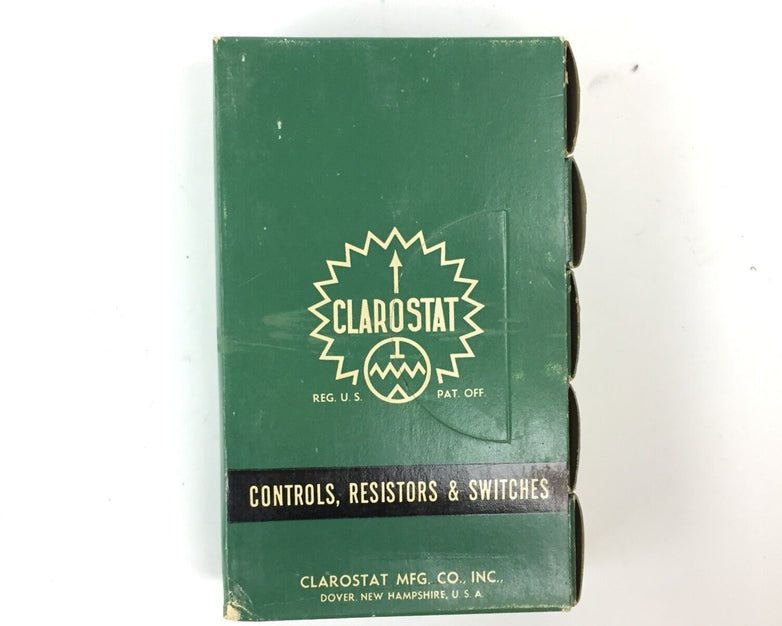 CLAROSTAT
REG. U. S. PAT. OFF.
CONTROLS, RESISTORS & SWITCHES
CLAROSTAT MFG. CO., INC.,
DOVER. NEW HAMPSHIRE, U. S. A.